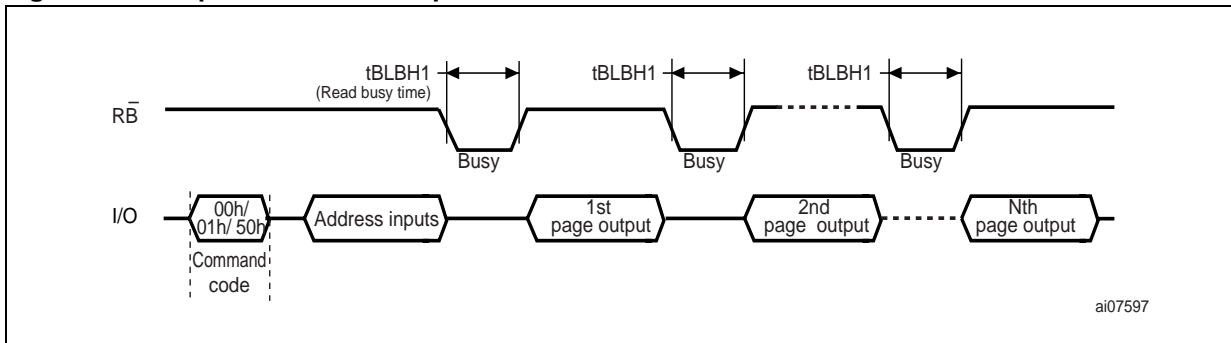 tBLBH1 tBLBH1 tBLBH1
(Read busy time)
RB̅
Busy Busy Busy
I/O
00h/
01h/ 50h
Address inputs
1st
page output
2nd
page output
Nth
page output
Command
code
ai07597